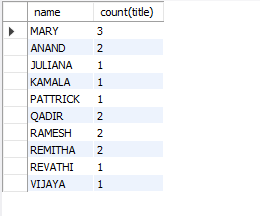 name count(title)
MARY 3
ANAND 2
JULIANA 1
KAMALA 1
PATTRICK 1
QADIR 2
RAMESH 2
REMITHA 2
REVATHI 1
VIJAYA 1